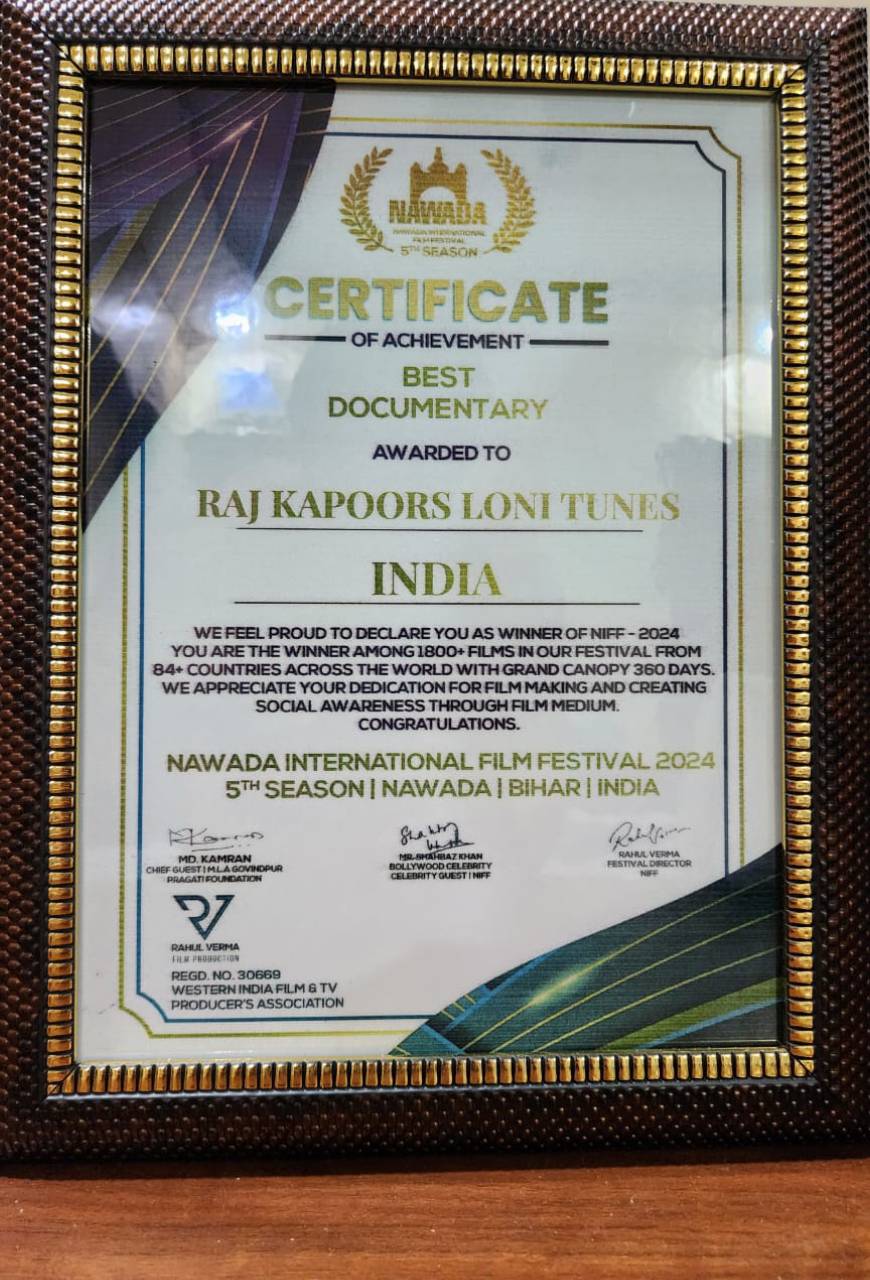 NAWADA
NAWADA INTERNATIONAL
FILM FESTIVAL
5TH SEASON
CERTIFICATE
OF ACHIEVEMENT
BEST
DOCUMENTARY
AWARDED TO
RAJ KAPOORS LONI TUNES
INDIA
WE FEEL PROUD TO DECLARE YOU AS WINNER OF NIFF - 2024
YOU ARE THE WINNER AMONG 1800+ FILMS IN OUR FESTIVAL FROM
84+ COUNTRIES ACROSS THE WORLD WITH GRAND CANOPY 360 DAYS.
WE APPRECIATE YOUR DEDICATION FOR FILM MAKING AND CREATING
SOCIAL AWARENESS THROUGH FILM MEDIUM.
CONGRATULATIONS.
NAWADA INTERNATIONAL FILM FESTIVAL 2024
5TH SEASON | NAWADA | BIHAR | INDIA
MD. KAMRAN
CHIEF GUEST | M.L.A GOVINDPUR
PRAGATI FOUNDATION
MR. SHAHBAZ KHAN
BOLLYWOOD CELEBRITY
CELEBRITY GUEST | NIFF
RAHUL VERMA
FESTIVAL DIRECTOR
NIFF
RV
RAHUL VERMA
FILM PRODUCTION
REGD. NO. 30669
WESTERN INDIA FILM & TV
PRODUCER'S ASSOCIATION